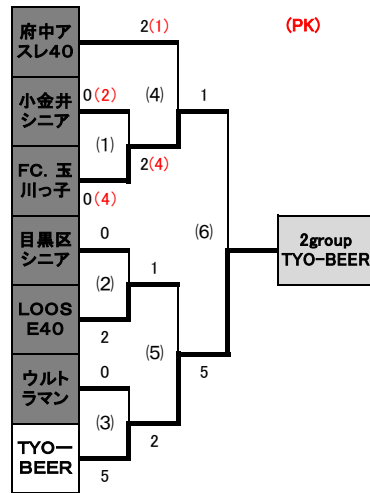 府中ア
スレ40
2(1)
(PK)
小金井
シニア
0(2)
(4)
1
(1)
FC. 玉
川っ子
2(4)
0(4)
目黒区
シニア
0
(6)
2group
TYO-BEER
(2)
1
LOOS
E40
2
(5)
ウルト
ラマン
0
5
(3)
TYO—
BEER
2
5